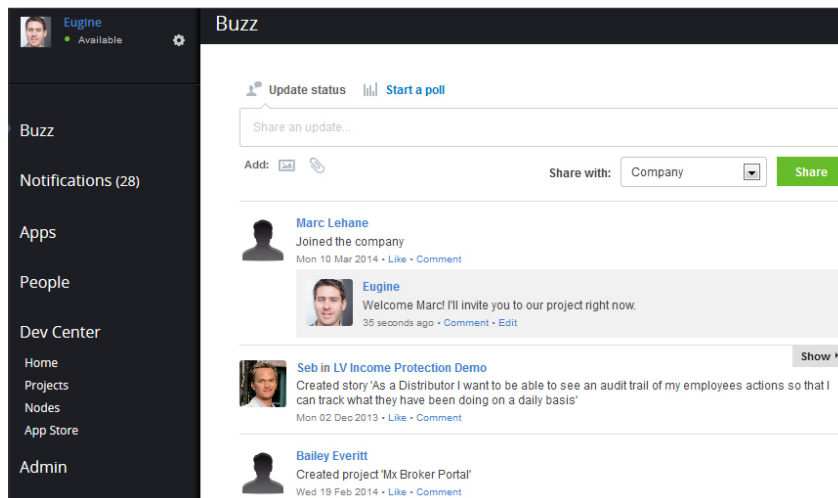 Eugine
Available
Buzz
Notifications (28)
Apps
People
Dev Center
Home
Projects
Nodes
App Store
Admin
Buzz
Update status
Start a poll
Share an update...
Add:
Share with:
Company
Share
Marc Lehane
Joined the company
Mon 10 Mar 2014 • Like • Comment
Eugine
Welcome Marc! I'll invite you to our project right now.
35 seconds ago • Comment • Edit
Show
Seb in LV Income Protection Demo
Created story 'As a Distributor I want to be able to see an audit trail of my employees actions so that I
can track what they have been doing on a daily basis'
Mon 02 Dec 2013 • Like • Comment
Bailey Everitt
Created project 'Mx Broker Portal'
Wed 19 Feb 2014 • Like • Comment